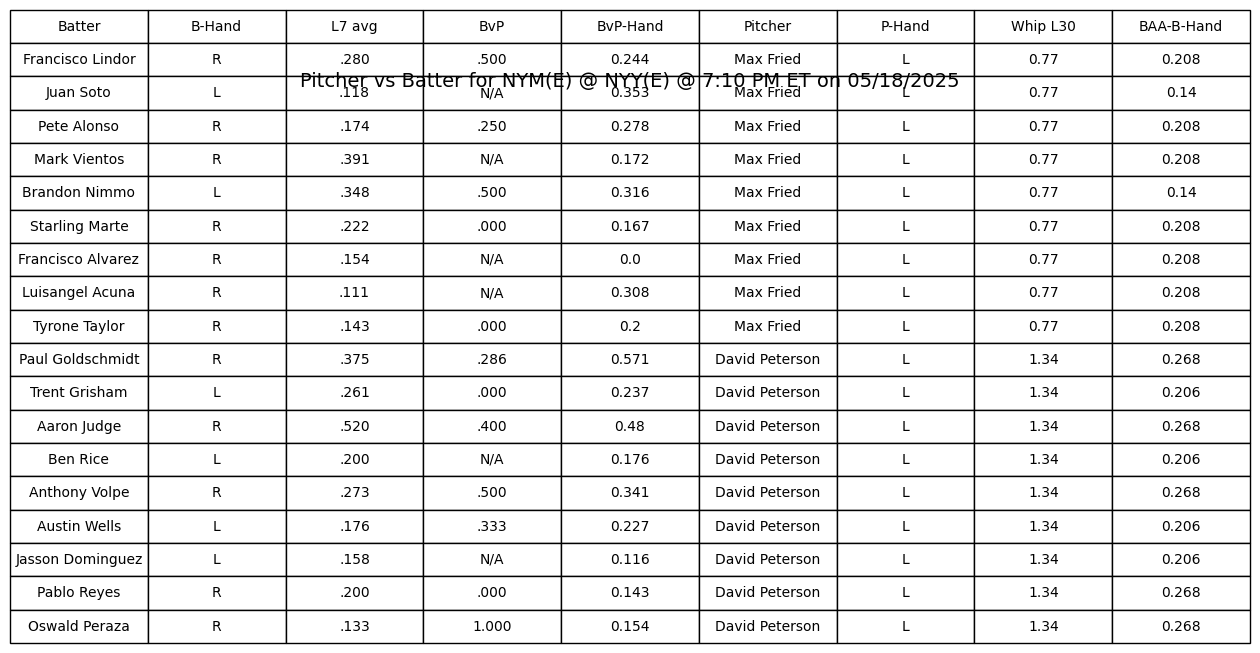 Batter B-Hand L7 avg BvP BvP-Hand Pitcher P-Hand Whip L30 BAA-B-Hand
Francisco Lindor R .280 .500 0.244 Max Fried L 0.77 0.208
Pitcher vs Batter for NYM(E) @ NYY(E) @ 7:10 PM ET on 05/18/2025
Juan Soto L .118 N/A 0.353 Max Fried L 0.77 0.14
Pete Alonso R .174 .250 0.278 Max Fried L 0.77 0.208
Mark Vientos R .391 N/A 0.172 Max Fried L 0.77 0.208
Brandon Nimmo L .348 .500 0.316 Max Fried L 0.77 0.14
Starling Marte R .222 .000 0.167 Max Fried L 0.77 0.208
Francisco Alvarez R .154 N/A 0.0 Max Fried L 0.77 0.208
Luisangel Acuna R .111 N/A 0.308 Max Fried L 0.77 0.208
Tyrone Taylor R .143 .000 0.2 Max Fried L 0.77 0.208
Paul Goldschmidt R .375 .286 0.571 David Peterson L 1.34 0.268
Trent Grisham L .261 .000 0.237 David Peterson L 1.34 0.206
Aaron Judge R .520 .400 0.48 David Peterson L 1.34 0.268
Ben Rice L .200 N/A 0.176 David Peterson L 1.34 0.206
Anthony Volpe R .273 .500 0.341 David Peterson L 1.34 0.268
Austin Wells L .176 .333 0.227 David Peterson L 1.34 0.206
Jasson Dominguez L .158 N/A 0.116 David Peterson L 1.34 0.206
Pablo Reyes R .200 .000 0.143 David Peterson L 1.34 0.268
Oswald Peraza R .133 1.000 0.154 David Peterson L 1.34 0.268